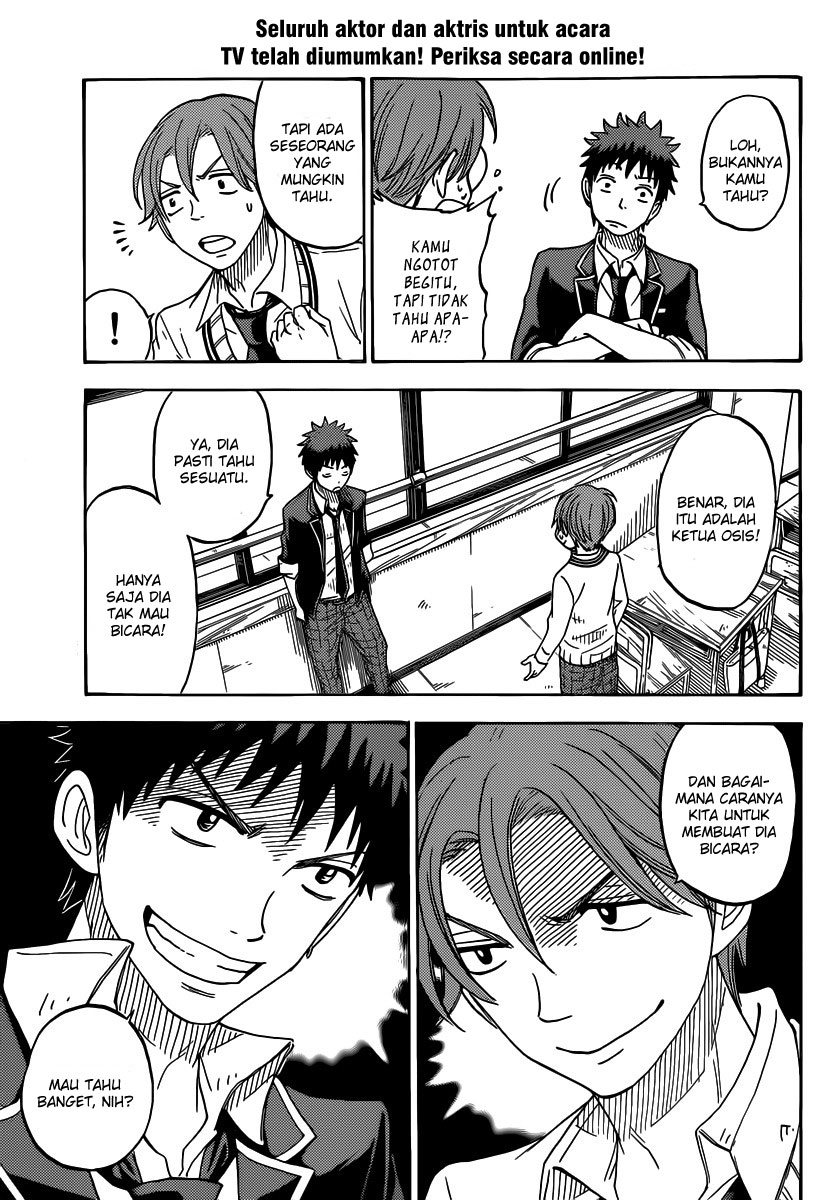 Seluruh aktor dan aktris untuk acara
TV telah diumumkan! Periksa secara online!
LOH,
BUKANNYA
KAMU
TAHU?
KAMU
NGOTOT
BEGITU,
TAPI TIDAK
TAHU APA-
APA!?
TAPI ADA
SESEORANG
YANG
MUNGKIN
TAHU.
!
BENAR, DIA
ITU ADALAH
KETUA OSIS!
YA, DIA
PASTI TAHU
SESUATU.
HANYA
SAJA DIA
TAK MAU
BICARA!
DAN BAGAI-
MANA CARANYA
KITA UNTUK
MEMBUAT DIA
BICARA?
MAU TAHU
BANGET, NIH?